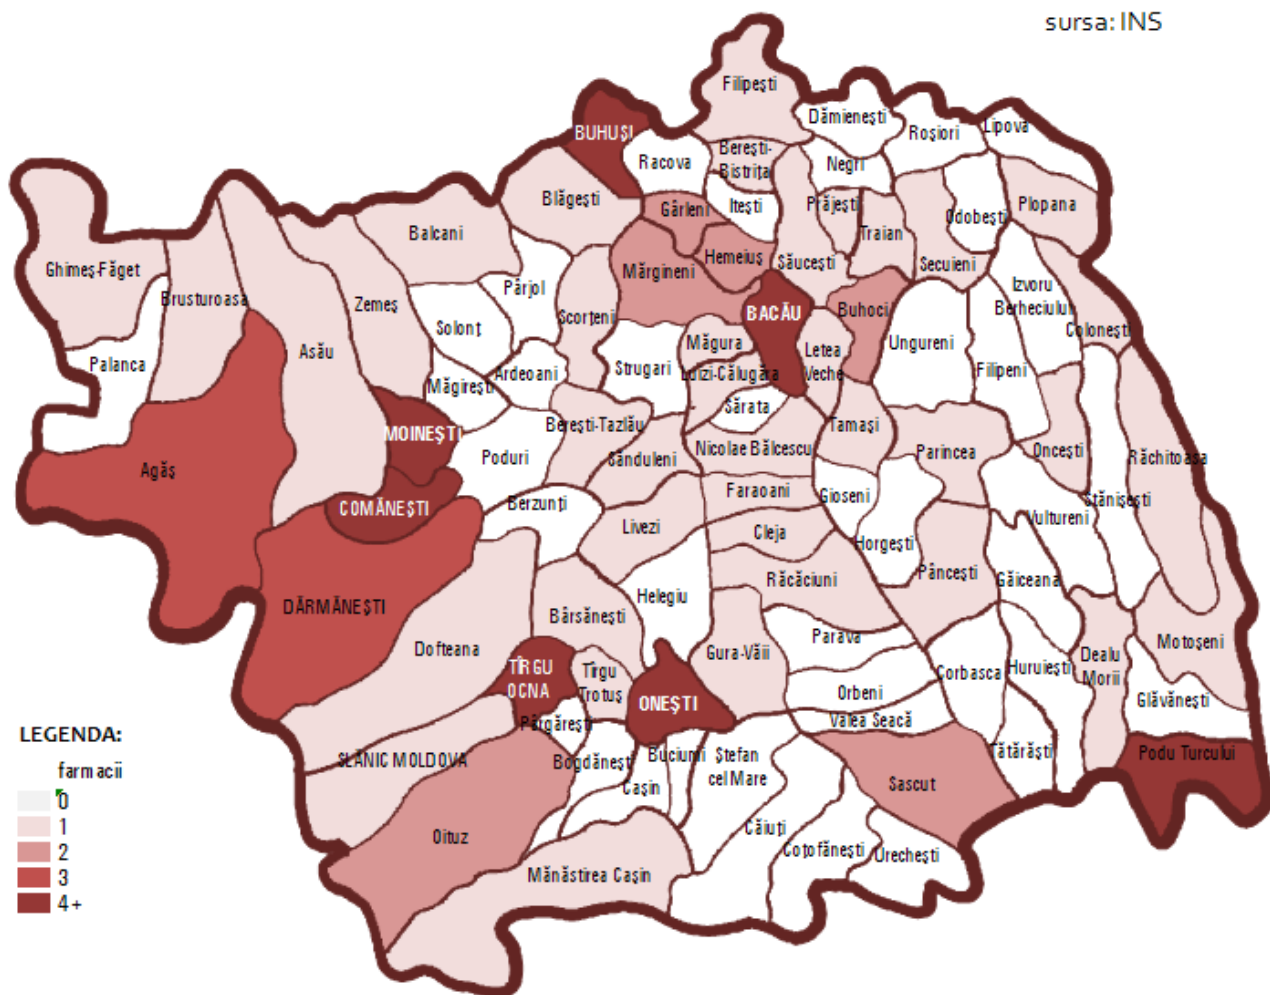 sursa: INS
Filipești
Dămienești
Roșiori
Lipova
BUHUȘI
Racova
Berești-
Bistrița
Negri
Blăgești
Gârleni
Itești
Prăjești
Traian
Odobești
Plopana
Balcani
Ghimeș-Făget
Brusturoasa
Zemeș
Pârjol
Mărgineni
Hemeiuș
Săucești
Secuieni
Izvoru
Berheciului
Solonț
Scorțeni
BACĂU
Buhoci
Ungureni
Colonești
Palanca
Asău
Măgura
Letea
Veche
Strugari
Ardeoani
Filipeni
Măgirești
Luizi-Călugăra
Sărata
MOINEȘTI
Berești-Tazlău
Tamași
Parincea
Oncești
Răchitoasa
Agăș
Poduri
Sănduleni
Nicolae Bălcescu
COMĂNEȘTI
Berzunți
Faraoani
Gioseni
Stănișești
Livezi
Cleja
Vultureni
Horgești
Răcăciuni
Pâncești
Găiceana
DĂRMĂNEȘTI
Helegiu
Bârsănești
Parava
Motoșeni
Dofteana
Gura-Văii
Dealu
Morii
TÎRGU
OCNA
Tîrgu
Trotuș
Corbasca
Huruiești
Orbeni
Glăvănești
ONEȘTI
Pârgărești
Valea Seacă
LEGENDA:
SLĂNIC MOLDOVA
Bogdănești
Buciumi
Ștefan
cel Mare
Tătărăști
Podu Turcului
farmacii
Cașin
Sascut
0
1
Oituz
Căiuți
2
Coțofănești
Urechești
3
Mănăstirea Cașin
4+